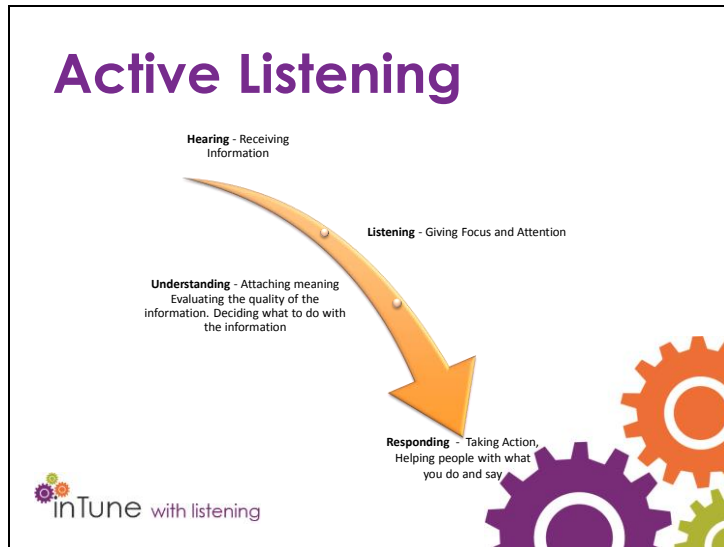 Active Listening
Hearing - Receiving
Information
Listening - Giving Focus and Attention
Understanding - Attaching meaning
Evaluating the quality of the
information. Deciding what to do with
the information
Responding - Taking Action,
Helping people with what
you do and say
inTune with listening